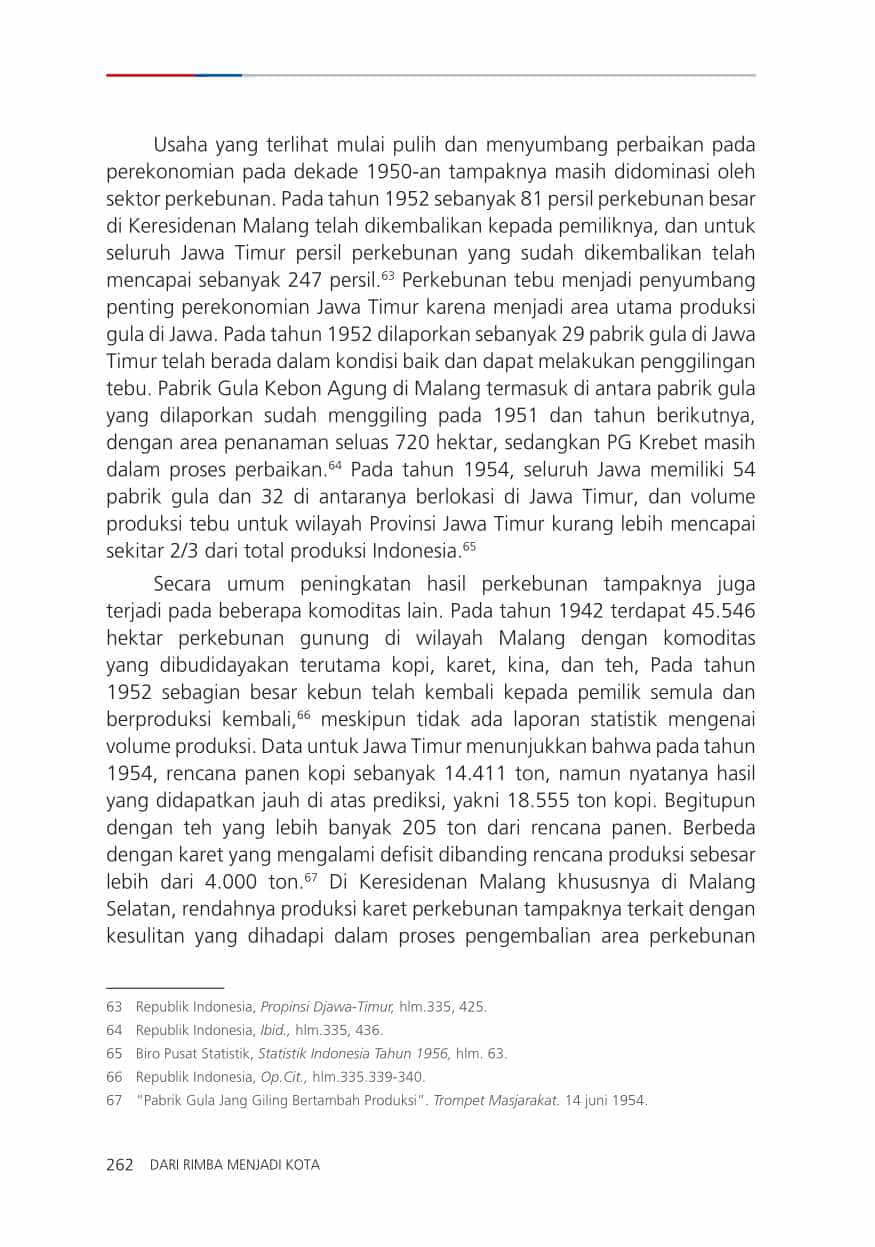 Usaha yang terlihat mulai pulih dan menyumbang perbaikan pada
perekonomian pada dekade 1950-an tampaknya masih didominasi oleh
sektor perkebunan. Pada tahun 1952 sebanyak 81 persil perkebunan besar
di Keresidenan Malang telah dikembalikan kepada pemiliknya, dan untuk
seluruh Jawa Timur persil perkebunan yang sudah dikembalikan telah
mencapai sebanyak 247 persil.⁶³ Perkebunan tebu menjadi penyumbang
penting perekonomian Jawa Timur karena menjadi area utama produksi
gula di Jawa. Pada tahun 1952 dilaporkan sebanyak 29 pabrik gula di Jawa
Timur telah berada dalam kondisi baik dan dapat melakukan penggilingan
tebu. Pabrik Gula Kebon Agung di Malang termasuk di antara pabrik gula
yang dilaporkan sudah menggiling pada 1951 dan tahun berikutnya,
dengan area penanaman seluas 720 hektar, sedangkan PG Krebet masih
dalam proses perbaikan.⁶⁴ Pada tahun 1954, seluruh Jawa memiliki 54
pabrik gula dan 32 di antaranya berlokasi di Jawa Timur, dan volume
produksi tebu untuk wilayah Provinsi Jawa Timur kurang lebih mencapai
sekitar 2/3 dari total produksi Indonesia.⁶⁵
Secara umum peningkatan hasil perkebunan tampaknya juga
terjadi pada beberapa komoditas lain. Pada tahun 1942 terdapat 45.546
hektar perkebunan gunung di wilayah Malang dengan komoditas
yang dibudidayakan terutama kopi, karet, kina, dan teh, Pada tahun
1952 sebagian besar kebun telah kembali kepada pemilik semula dan
berproduksi kembali,⁶⁶ meskipun tidak ada laporan statistik mengenai
volume produksi. Data untuk Jawa Timur menunjukkan bahwa pada tahun
1954, rencana panen kopi sebanyak 14.411 ton, namun nyatanya hasil
yang didapatkan jauh di atas prediksi, yakni 18.555 ton kopi. Begitupun
dengan teh yang lebih banyak 205 ton dari rencana panen. Berbeda
dengan karet yang mengalami defisit dibanding rencana produksi sebesar
lebih dari 4.000 ton.⁶⁷ Di Keresidenan Malang khususnya di Malang
Selatan, rendahnya produksi karet perkebunan tampaknya terkait dengan
kesulitan yang dihadapi dalam proses pengembalian area perkebunan
63 Republik Indonesia, Propinsi Djawa-Timur, hlm.335, 425.
64 Republik Indonesia, Ibid., hlm.335, 436.
65 Biro Pusat Statistik, Statistik Indonesia Tahun 1956, hlm. 63.
66 Republik Indonesia, Op.Cit., hlm.335.339-340.
67 "Pabrik Gula Jang Giling Bertambah Produksi". Trompet Masjarakat. 14 juni 1954.
262 DARI RIMBA MENJADI KOTA